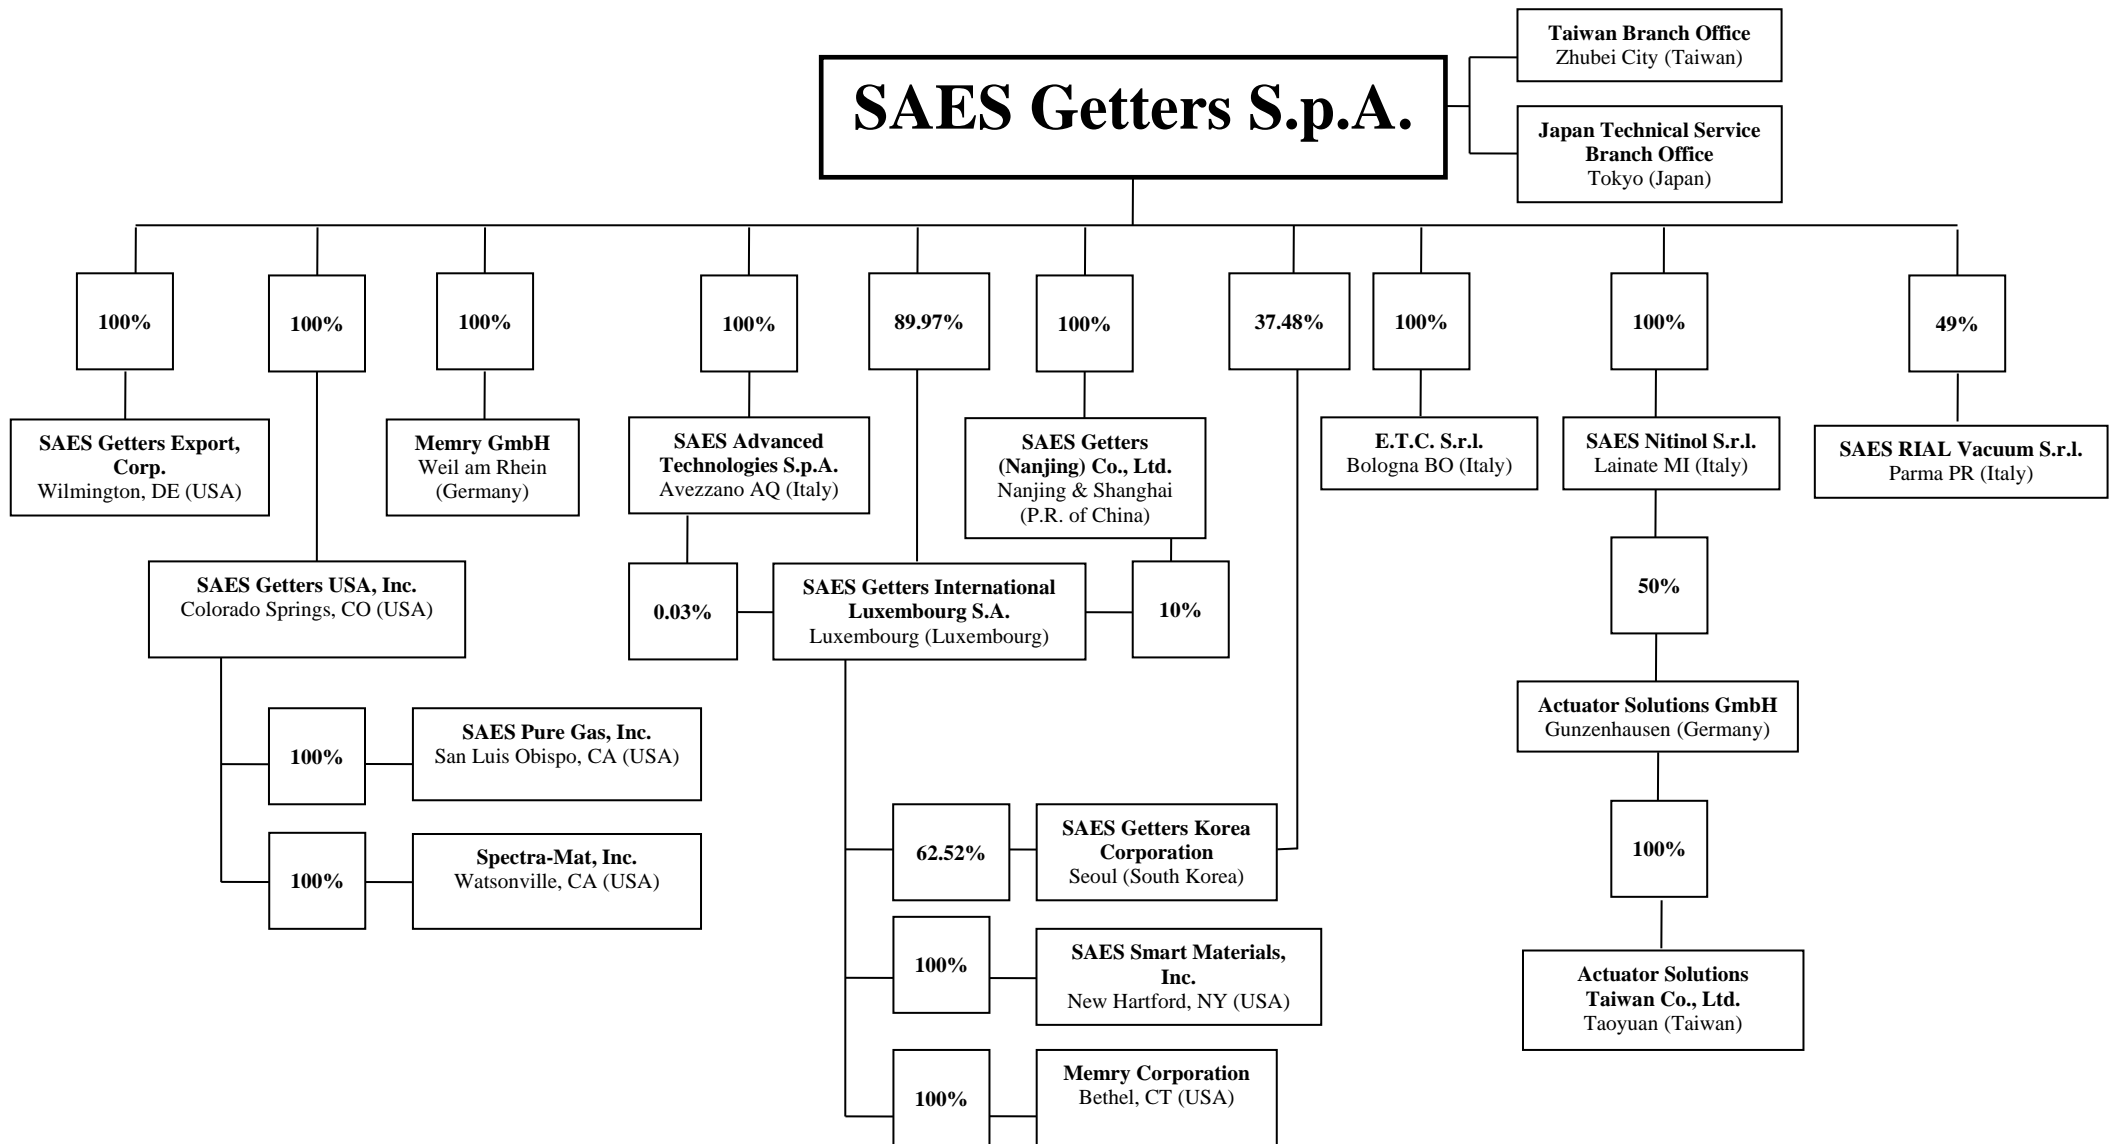 Taiwan Branch Office
Zhubei City (Taiwan)
SAES Getters S.p.A.
Japan Technical Service
Branch Office
Tokyo (Japan)
100%
100%
100%
100%
89.97%
100%
37.48%
100%
100%
49%
SAES Getters Export,
Corp.
Wilmington, DE (USA)
Memry GmbH
Weil am Rhein
(Germany)
SAES Advanced
Technologies S.p.A.
Avezzano AQ (Italy)
SAES Getters
(Nanjing) Co., Ltd.
Nanjing & Shanghai
(P.R. of China)
E.T.C. S.r.l.
Bologna BO (Italy)
SAES Nitinol S.r.l.
Lainate MI (Italy)
SAES RIAL Vacuum S.r.l.
Parma PR (Italy)
SAES Getters USA, Inc.
Colorado Springs, CO (USA)
0.03%
SAES Getters International
Luxembourg S.A.
Luxembourg (Luxembourg)
10%
50%
100%
SAES Pure Gas, Inc.
San Luis Obispo, CA (USA)
Actuator Solutions GmbH
Gunzenhausen (Germany)
100%
Spectra-Mat, Inc.
Watsonville, CA (USA)
62.52%
SAES Getters Korea
Corporation
Seoul (South Korea)
100%
100%
SAES Smart Materials,
Inc.
New Hartford, NY (USA)
Actuator Solutions
Taiwan Co., Ltd.
Taoyuan (Taiwan)
100%
Memry Corporation
Bethel, CT (USA)